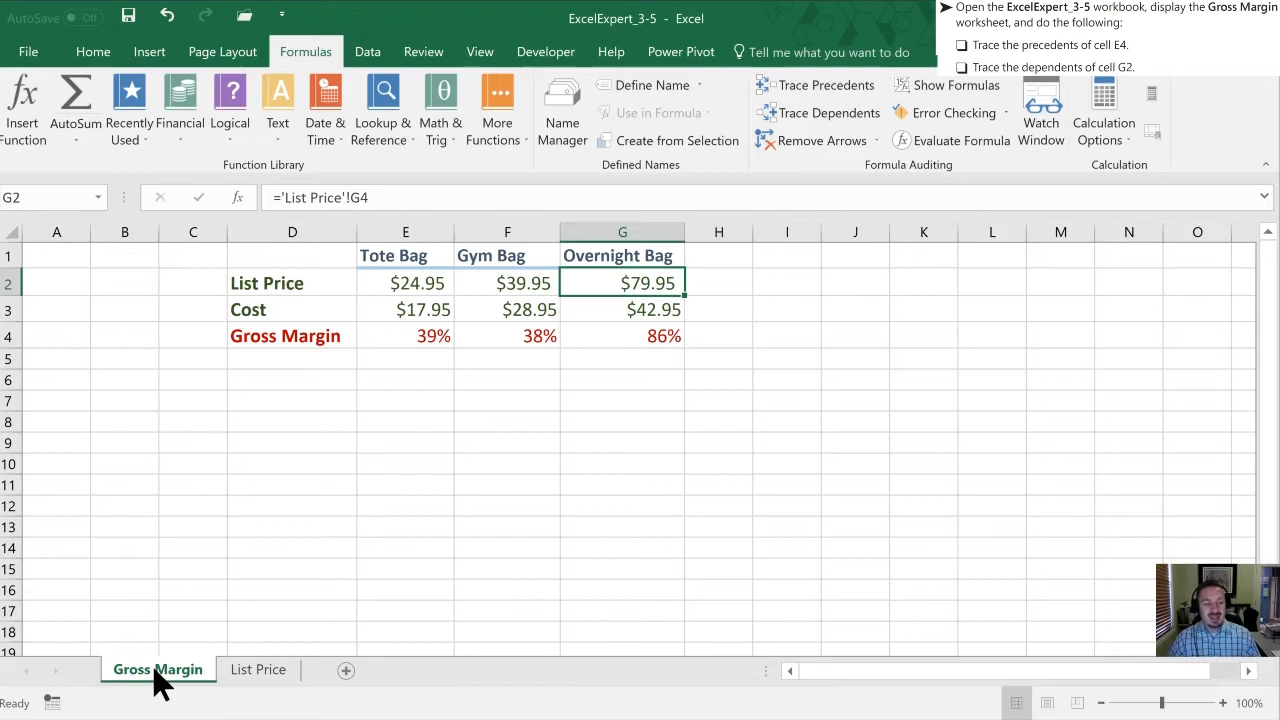 AutoSave Off
ExcelExpert_3-5 - Excel
➤ Open the ExcelExpert_3-5 workbook, display the Gross Margin
worksheet, and do the following:
❑ Trace the precedents of cell E4.
❑ Trace the dependents of cell G2.
File Home Insert Page Layout Formulas Data Review View Developer Help Power Pivot Tell me what you want to do
Insert Function
AutoSum
Recently Used
Financial
Logical
Text
Date & Time
Lookup & Reference
Math & Trig
More Functions
Function Library
Name Manager
Define Name
Use in Formula
Create from Selection
Defined Names
Trace Precedents
Trace Dependents
Remove Arrows
Show Formulas
Error Checking
Evaluate Formula
Formula Auditing
Watch Window
Calculation Options
Calculation
G2 fx ='List Price'!G4
A B C D E F G H I J K L M N O
1 Tote Bag Gym Bag Overnight Bag
2 List Price $24.95 $39.95 $79.95
3 Cost $17.95 $28.95 $42.95
4 Gross Margin 39% 38% 86%
5
6
7
8
9
10
11
12
13
14
15
16
17
18
19
Gross Margin List Price
Ready
100%